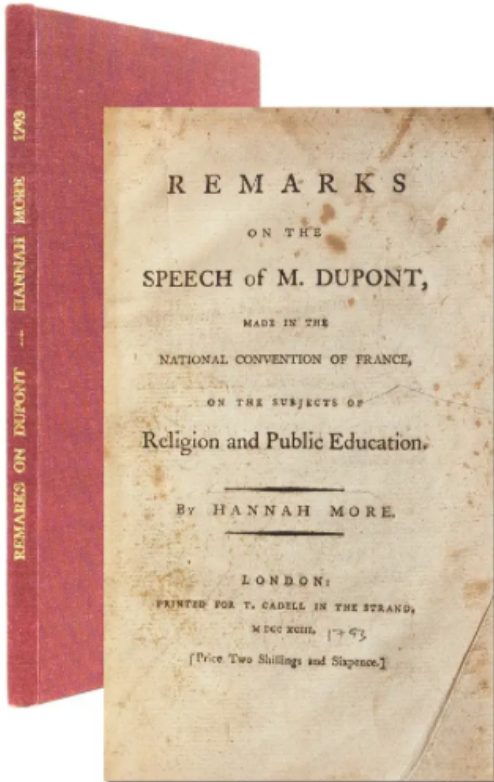 REMARKS ON DUPONT — HANNAH MORE 1793
REMARKS
ON THE
SPEECH of M. DUPONT,
MADE IN THE
NATIONAL CONVENTION OF FRANCE,
ON THE SUBJECTS OF
Religion and Public Education.
By HANNAH MORE.
LONDON:
PRINTED FOR T. CADELL IN THE STRAND,
M DCC XCIII. 1793
[Price Two Shillings and Sixpence.]